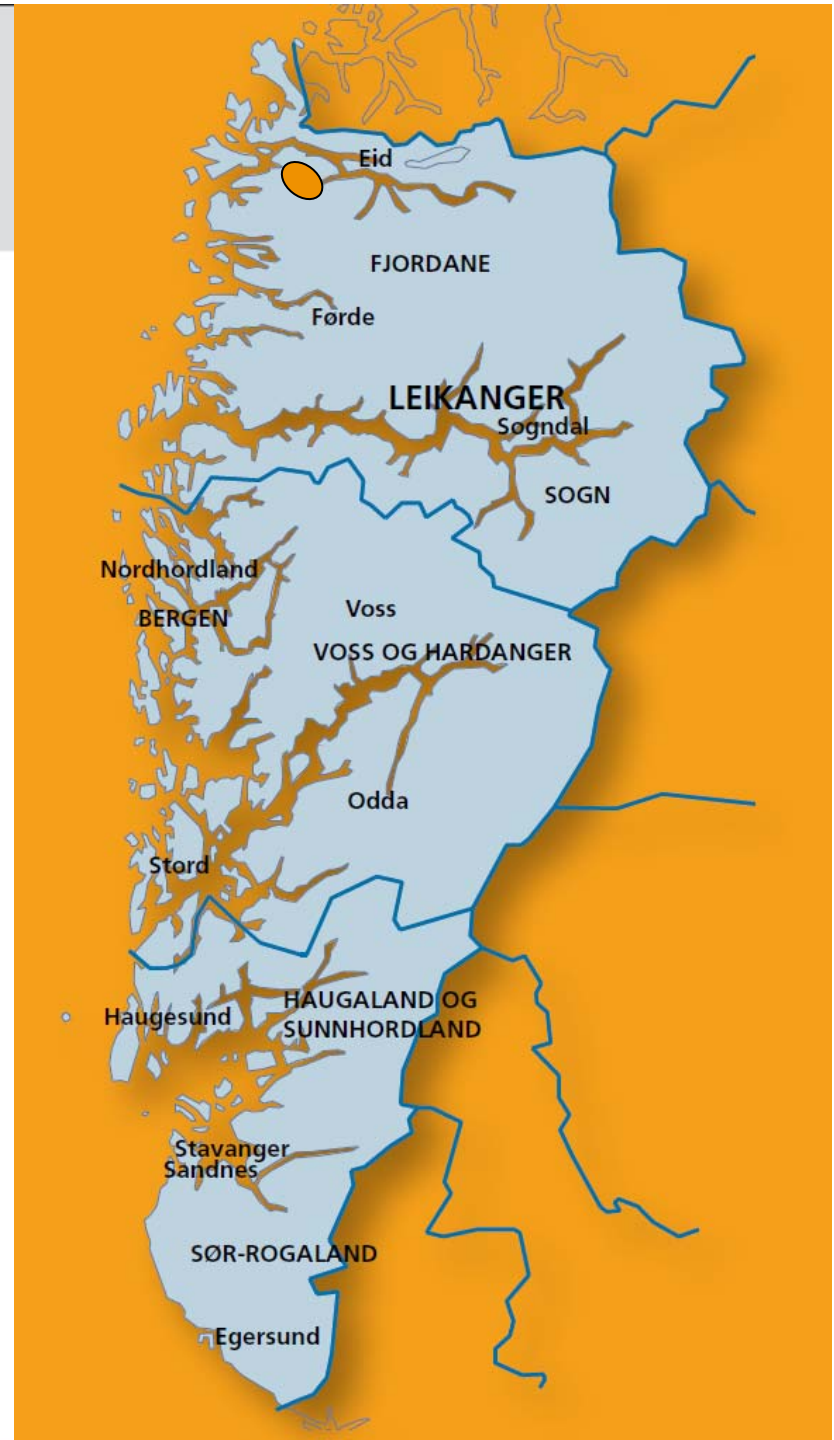 Eid
FJORDANE
Førde
LEIKANGER
Sogndal
SOGN
Nordhordland
BERGEN
Voss
VOSS OG HARDANGER
Odda
Stord
HAUGALAND OG
SUNNHORDLAND
Haugesund
Stavanger
Sandnes
SØR-ROGALAND
Egersund